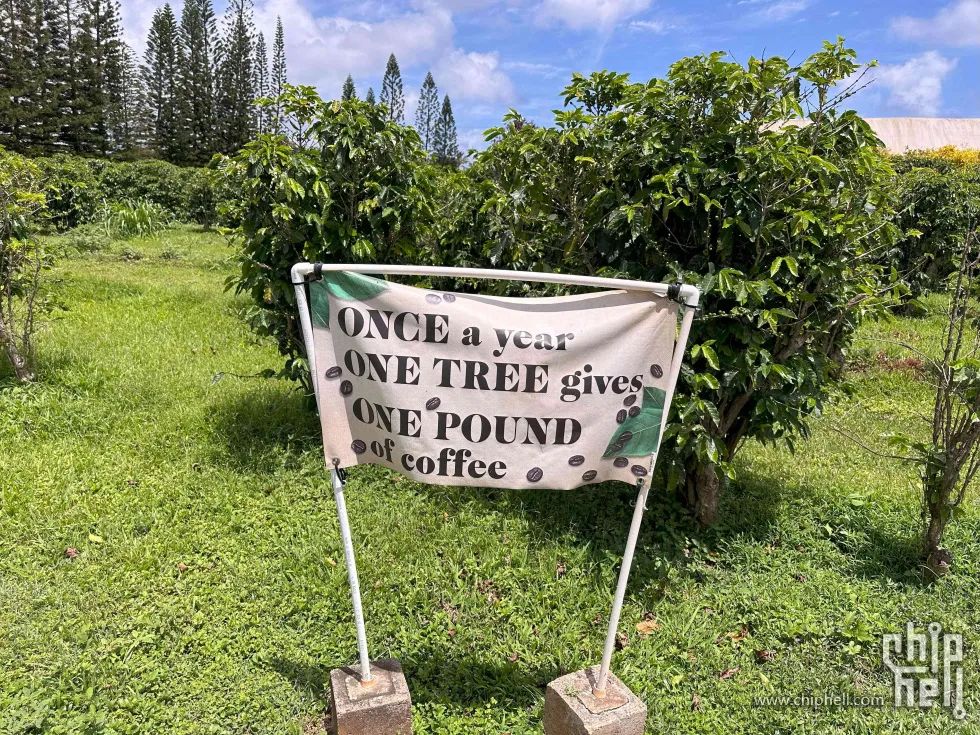 ONCE a year
ONE TREE gives
ONE POUND
of coffee
www.chiphell.com
chip
hell